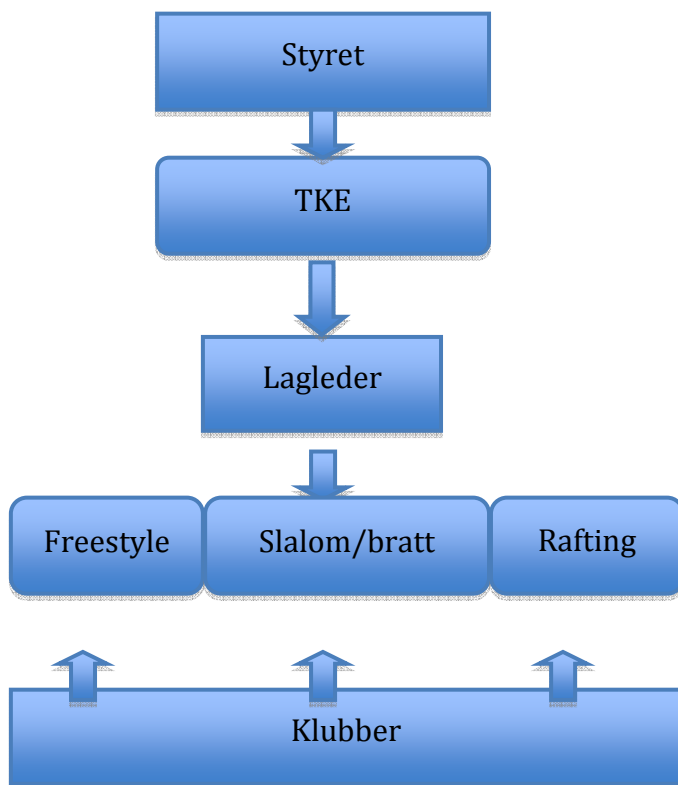 Styret
TKE
Lagleder
Freestyle
Slalom/bratt
Rafting
Klubber